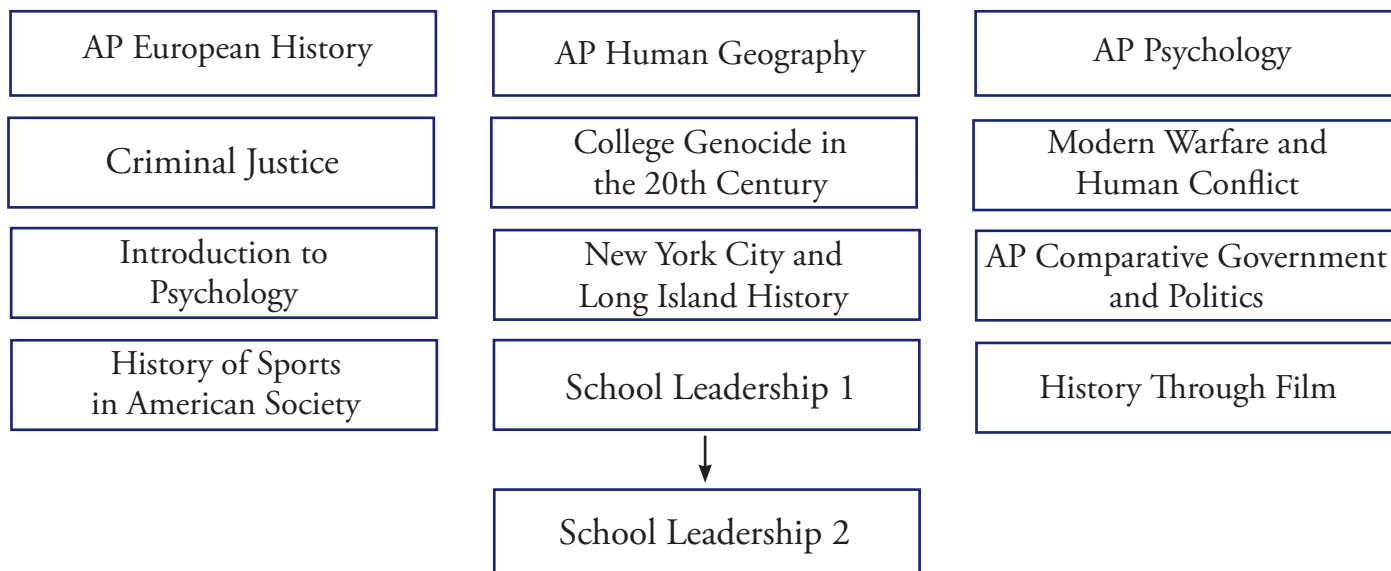 AP European History
AP Human Geography
AP Psychology
Criminal Justice
College Genocide in
the 20th Century
Modern Warfare and
Human Conflict
Introduction to
Psychology
New York City and
Long Island History
AP Comparative Government
and Politics
History of Sports
in American Society
School Leadership 1
History Through Film
School Leadership 2